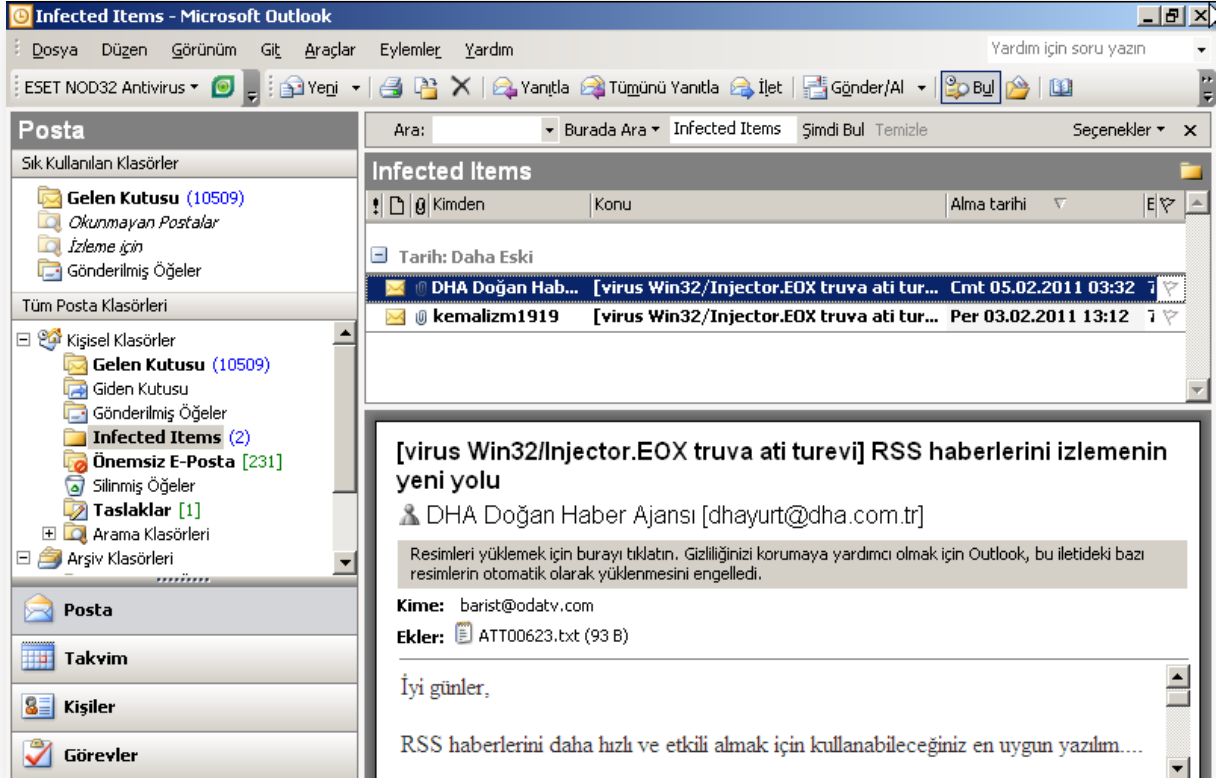 Infected Items - Microsoft Outlook
Dosya Düzen Görünüm Git Araçlar Eylemler Yardım Yardım için soru yazın
ESET NOD32 Antivirus Yeni Yanıtla Tümünü Yanıtla İlet Gönder/Al Bul
Posta
Sık Kullanılan Klasörler
Gelen Kutusu (10509)
Okunmayan Postalar
İzleme için
Gönderilmiş Öğeler
Tüm Posta Klasörleri
Kişisel Klasörler
Gelen Kutusu (10509)
Giden Kutusu
Gönderilmiş Öğeler
Infected Items (2)
Önemsiz E-Posta [231]
Silinmiş Öğeler
Taslaklar [1]
Arama Klasörleri
Arşiv Klasörleri
Posta
Takvim
Kişiler
Görevler
Ara: Burada Ara Infected Items Şimdi Bul Temizle Seçenekler
Infected Items
Kimden Konu Alma tarihi
Tarih: Daha Eski
DHA Doğan Hab... [virus Win32/Injector.EOX truva ati tur... Cmt 05.02.2011 03:32
kemalizm1919 [virus Win32/Injector.EOX truva ati tur... Per 03.02.2011 13:12
[virus Win32/Injector.EOX truva ati turevi] RSS haberlerini izlemenin
yeni yolu
DHA Doğan Haber Ajansı [dhayurt@dha.com.tr]
Resimleri yüklemek için burayı tıklatın. Gizliliğinizi korumaya yardımcı olmak için Outlook, bu iletideki bazı
resimlerin otomatik olarak yüklenmesini engelledi.
Kime: barist@odatv.com
Ekler: ATT00623.txt (93 B)
İyi günler,
RSS haberlerini daha hızlı ve etkili almak için kullanabileceğiniz en uygun yazılım....